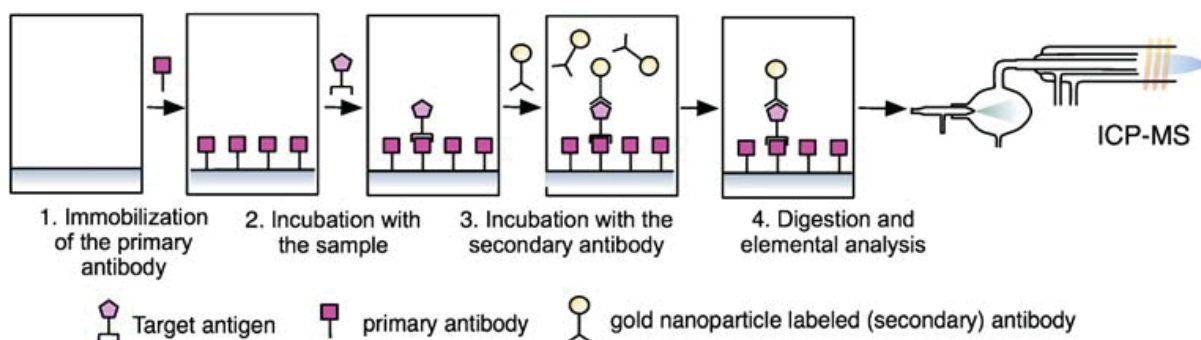 ICP-MS
1. Immobilization
of the primary
antibody
2. Incubation with
the sample
3. Incubation with the
secondary antibody
4. Digestion and
elemental analysis
Target antigen
primary antibody
gold nanoparticle labeled (secondary) antibody